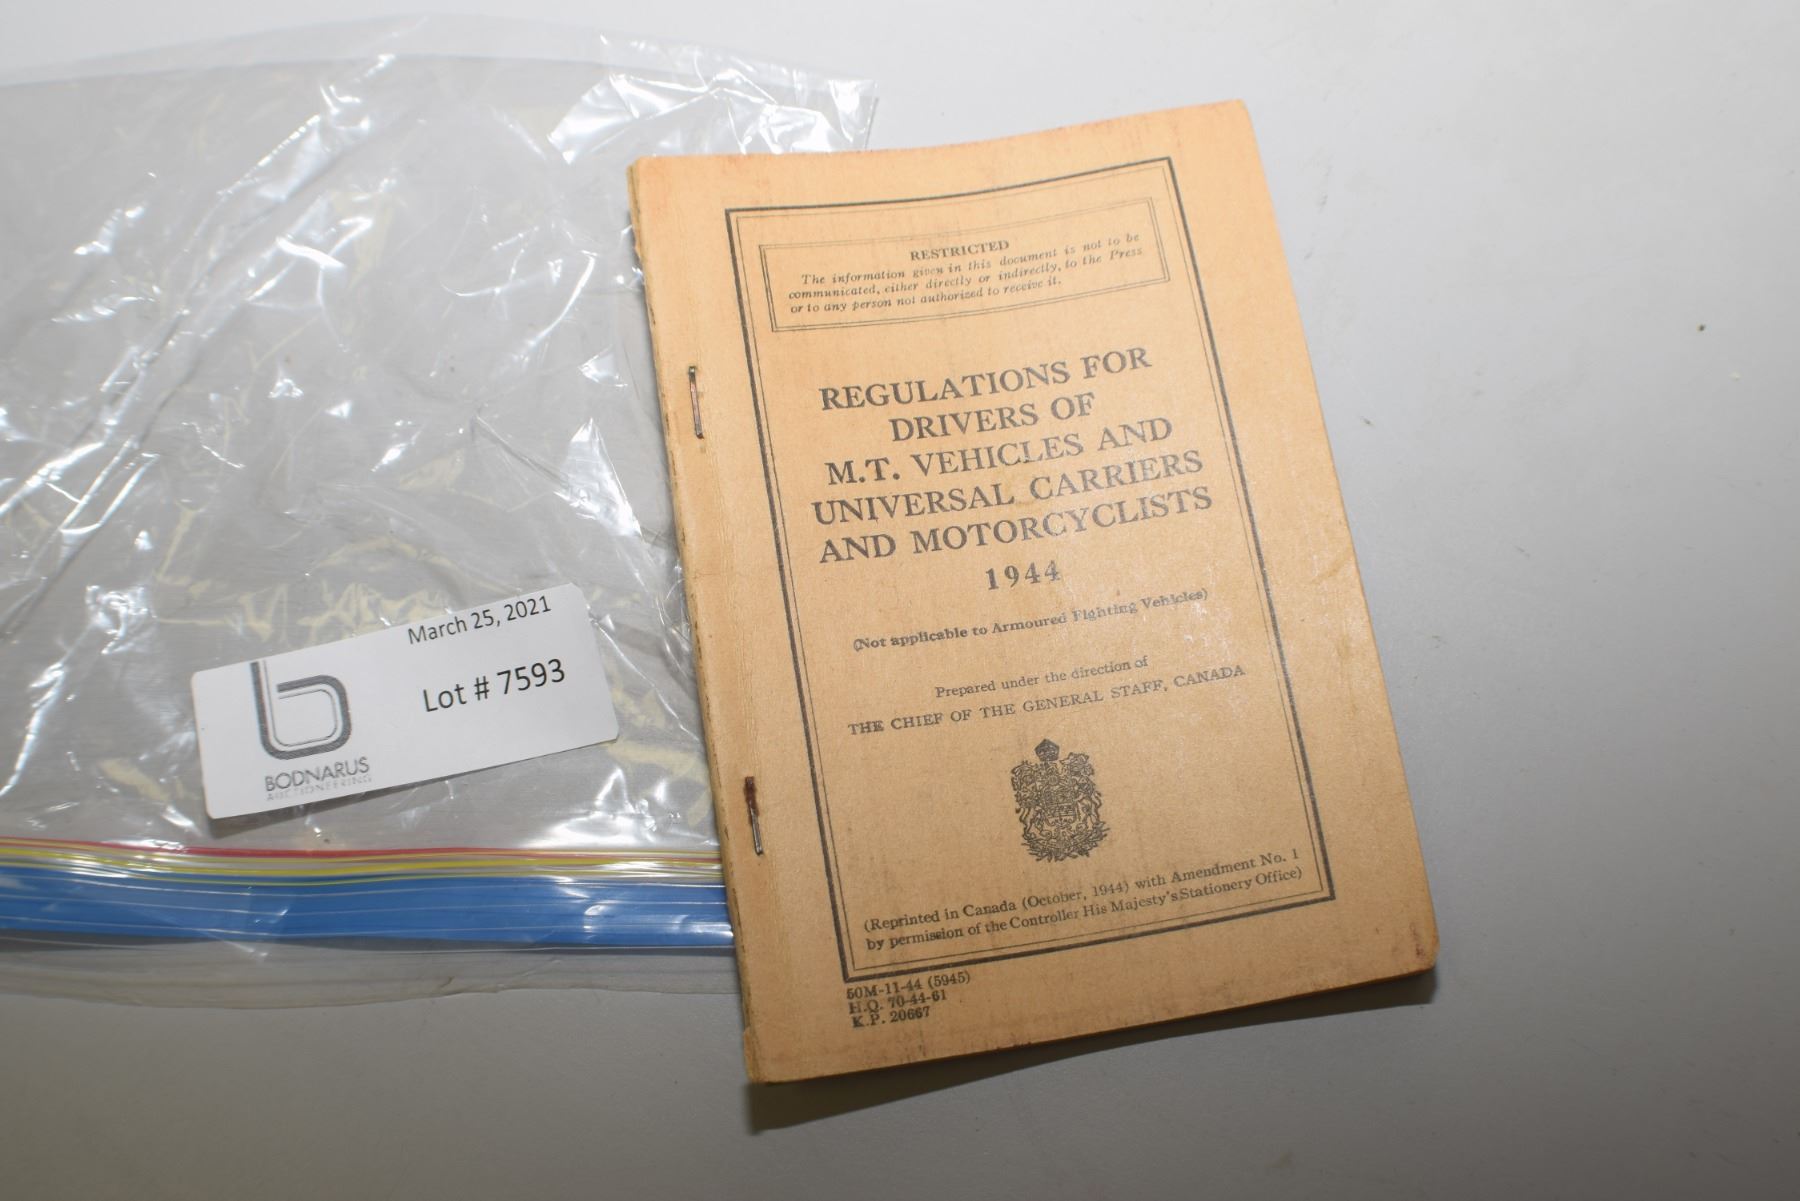 March 25, 2021
Lot # 7593
BODNARUS
AUCTIONEERING
RESTRICTED
The information given in this document is not to be
communicated, either directly or indirectly, to the Press
or to any person not authorized to receive it.
REGULATIONS FOR
DRIVERS OF
M.T. VEHICLES AND
UNIVERSAL CARRIERS
AND MOTORCYCLISTS
1944
(Not applicable to Armoured Fighting Vehicles)
Prepared under the direction of
THE CHIEF OF THE GENERAL STAFF, CANADA
(Reprinted in Canada (October, 1944) with Amendment No. 1
by permission of the Controller His Majesty's Stationery Office)
50M-11-44 (5945)
H.Q. 70-44-61
K.P. 20667